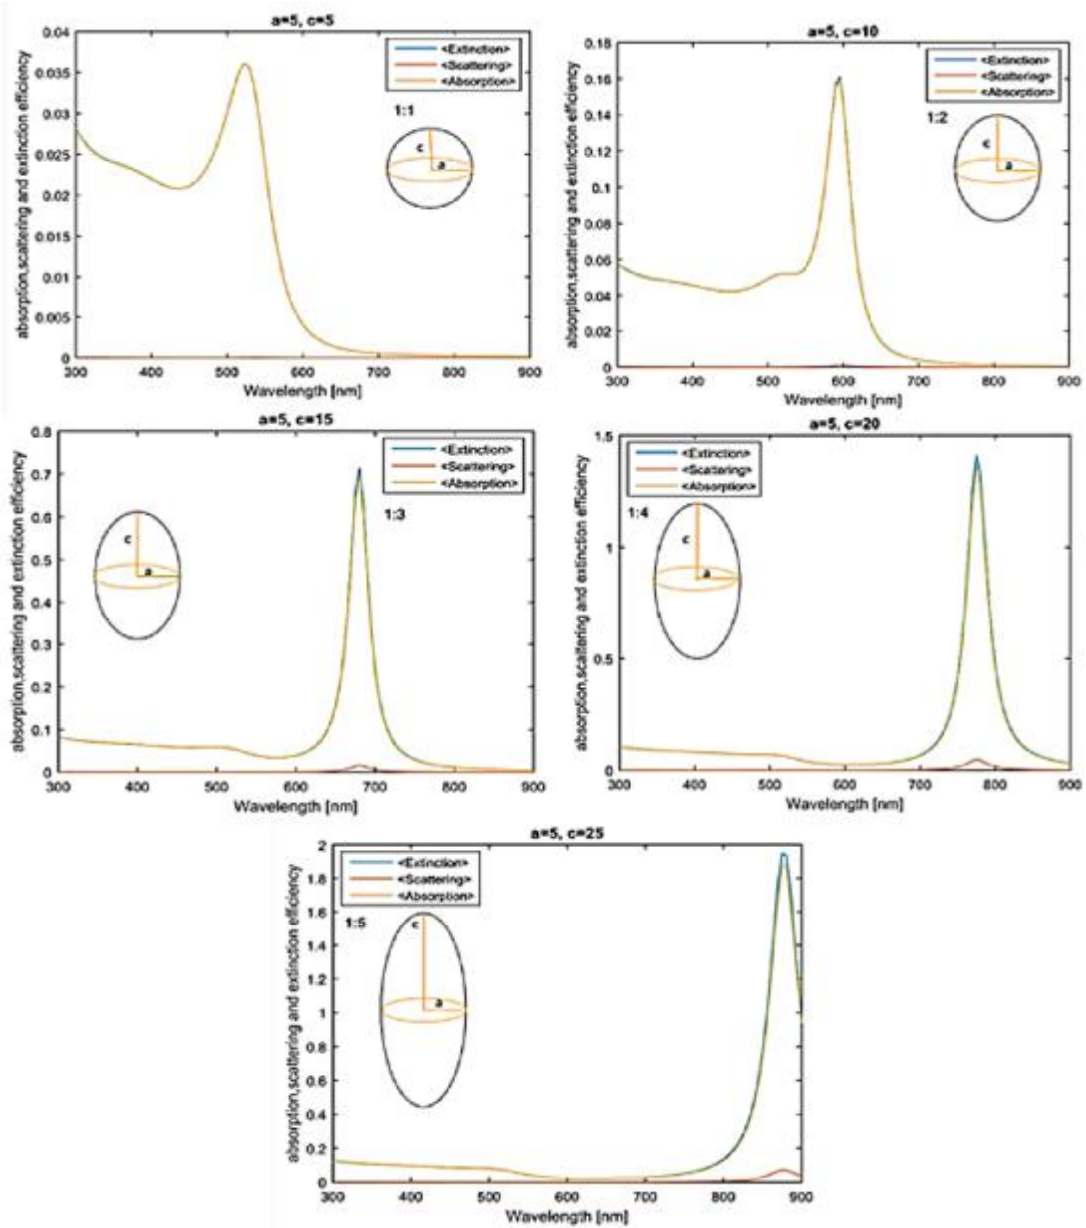 a=5, c=5
absorption,scattering and extinction efficiency
0.04
0.035
0.03
0.025
0.02
0.015
0.01
0.005
0
<Extinction>
<Scattering>
<Absorption>
1:1
c
a
300 400 500 600 700 800 900
Wavelength [nm]
a=5, c=10
absorption,scattering and extinction efficiency
0.18
0.16
0.14
0.12
0.1
0.08
0.06
0.04
0.02
0
<Extinction>
<Scattering>
<Absorption>
1:2
c
a
300 400 500 600 700 800 900
Wavelength [nm]
a=5, c=15
absorption,scattering and extinction efficiency
0.8
0.7
0.6
0.5
0.4
0.3
0.2
0.1
0
<Extinction>
<Scattering>
<Absorption>
1:3
c
a
300 400 500 600 700 800 900
Wavelength [nm]
a=5, c=20
absorption,scattering and extinction efficiency
1.5
1
0.5
0
<Extinction>
<Scattering>
<Absorption>
1:4
c
a
300 400 500 600 700 800 900
Wavelength [nm]
a=5, c=25
absorption,scattering and extinction efficiency
2
1.8
1.6
1.4
1.2
1
0.8
0.6
0.4
0.2
0
<Extinction>
<Scattering>
<Absorption>
1:5
c
a
300 400 500 600 700 800 900
Wavelength [nm]